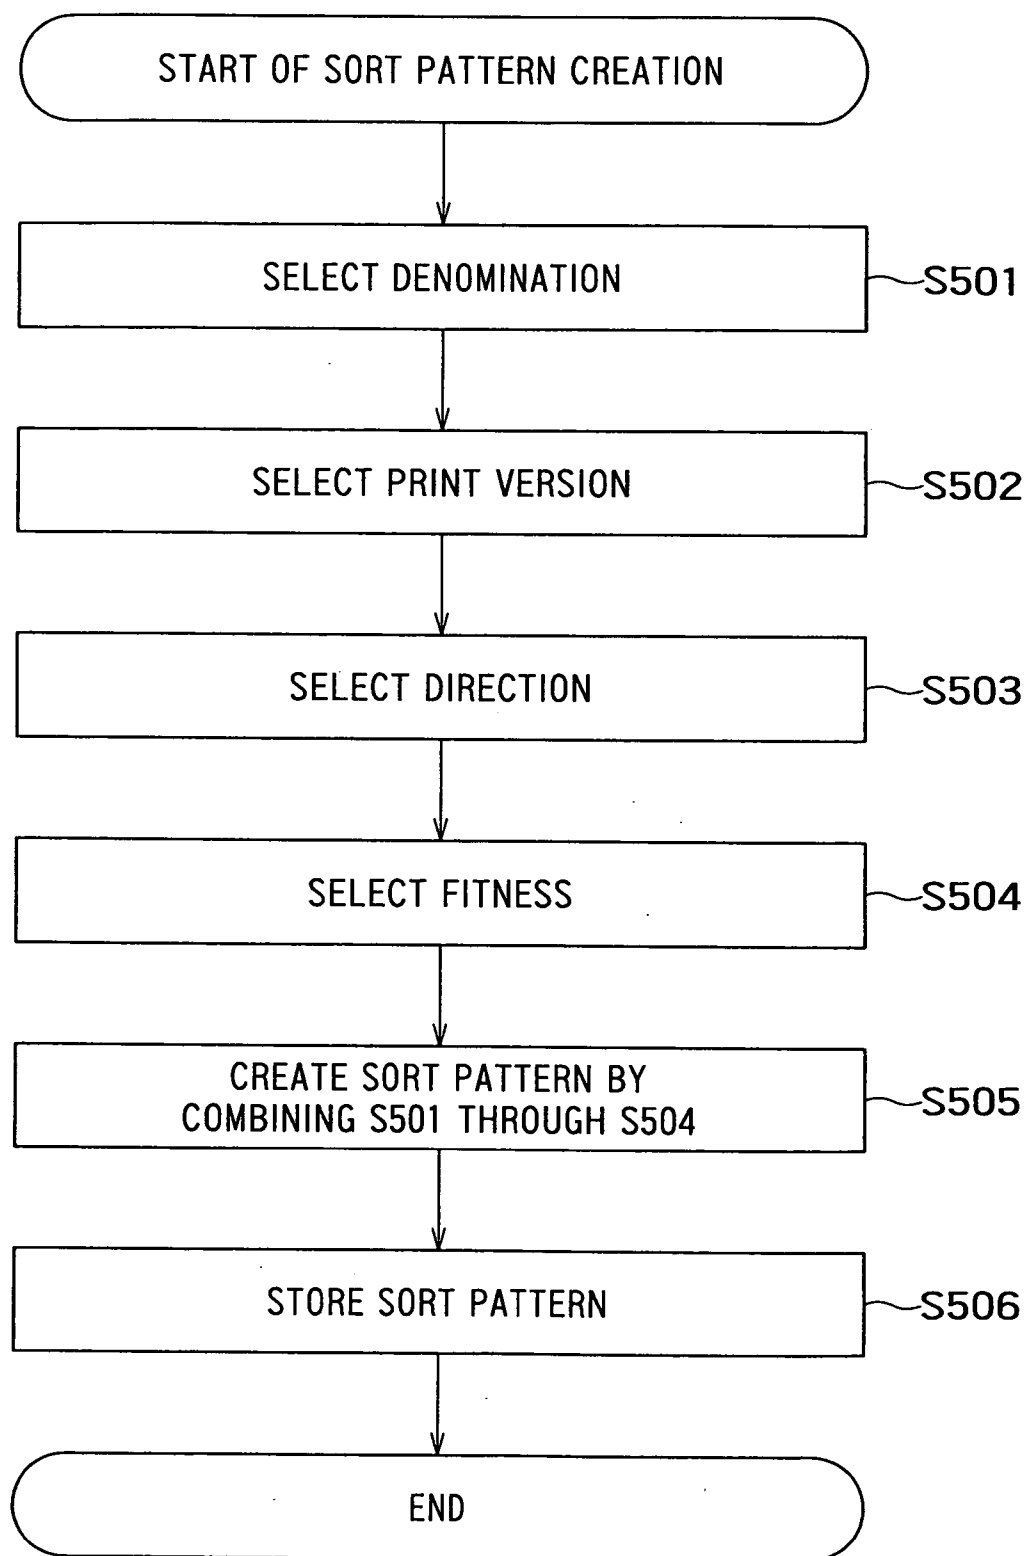 START OF SORT PATTERN CREATION
SELECT DENOMINATION
S501
SELECT PRINT VERSION
S502
SELECT DIRECTION
S503
SELECT FITNESS
S504
CREATE SORT PATTERN BY
COMBINING S501 THROUGH S504
S505
STORE SORT PATTERN
S506
END